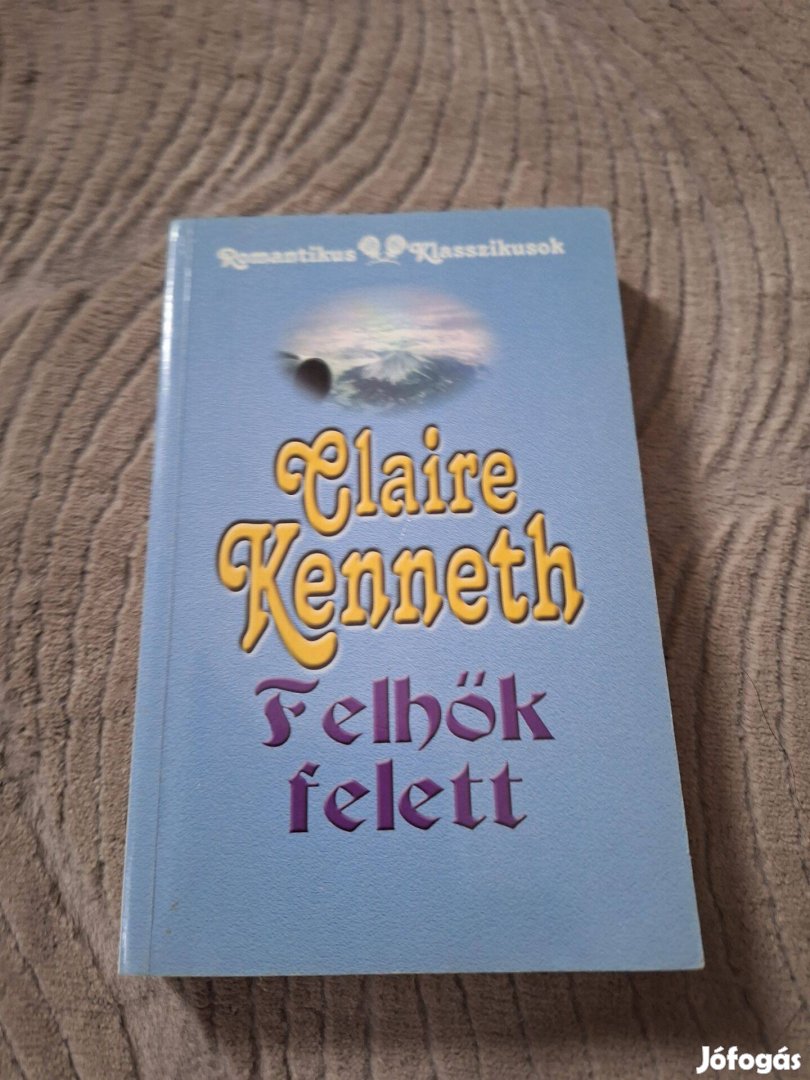 Romantikus Klasszikusok
Claire
Kenneth
Felhők
felett
Jófogás